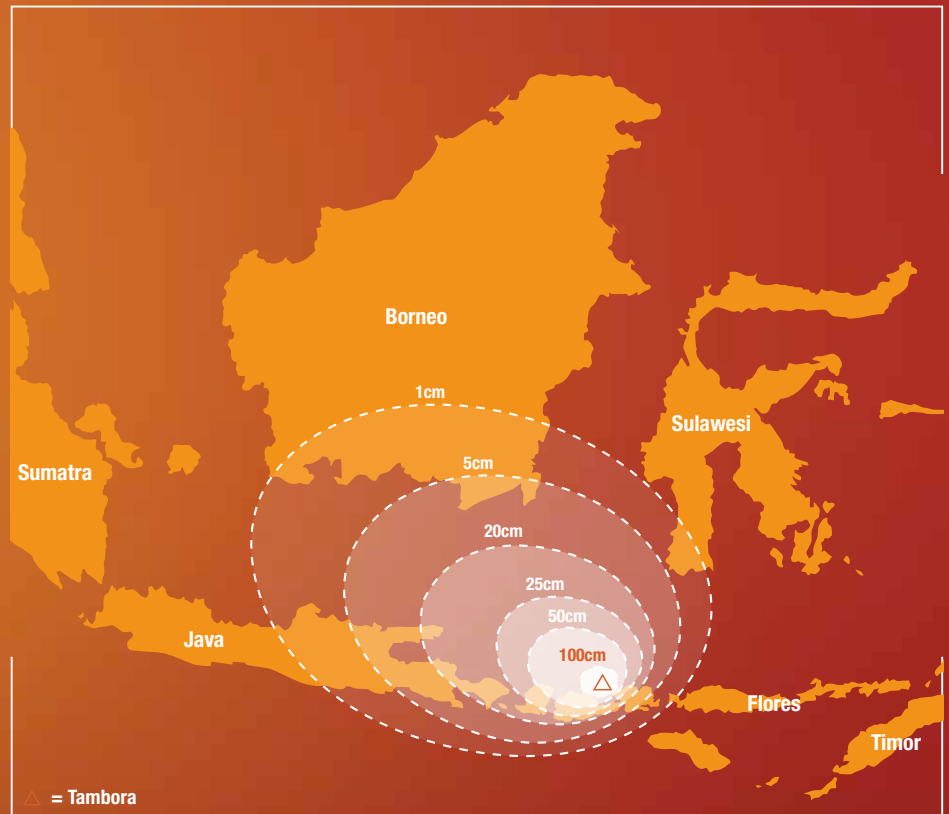 Borneo
1cm
Sulawesi
5cm
Sumatra
20cm
25cm
50cm
Java
100cm
Flores
Timor
= Tambora